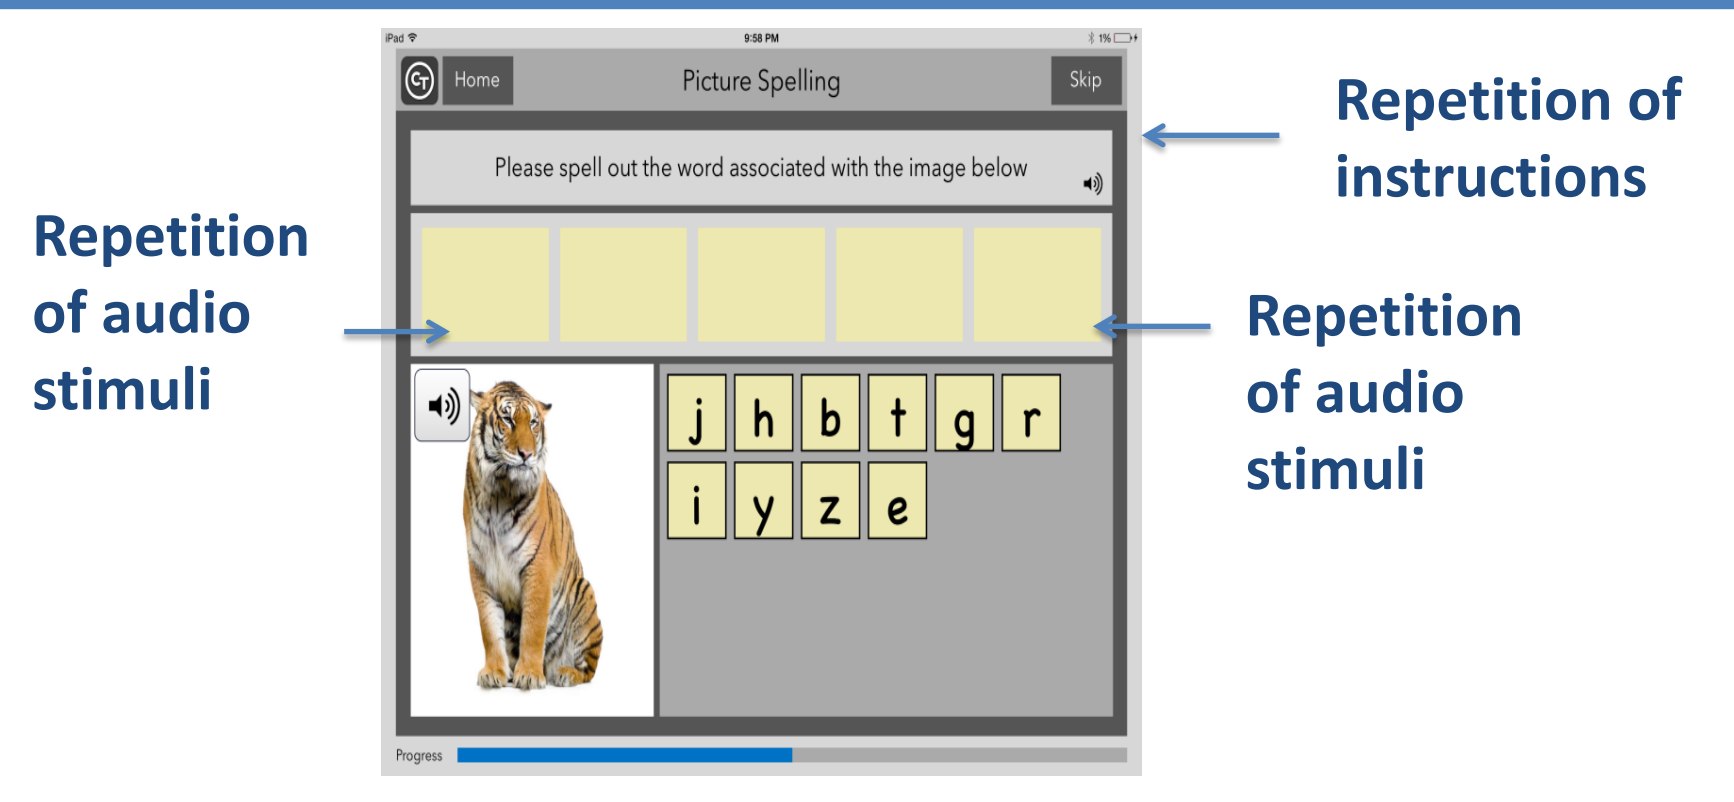 iPad
9:58 PM
1%
CT
Home
Picture Spelling
Skip
Repetition of
instructions
Please spell out the word associated with the image below
Repetition
of audio
stimuli
Repetition
of audio
stimuli
j h b t g r
i y z e
Progress